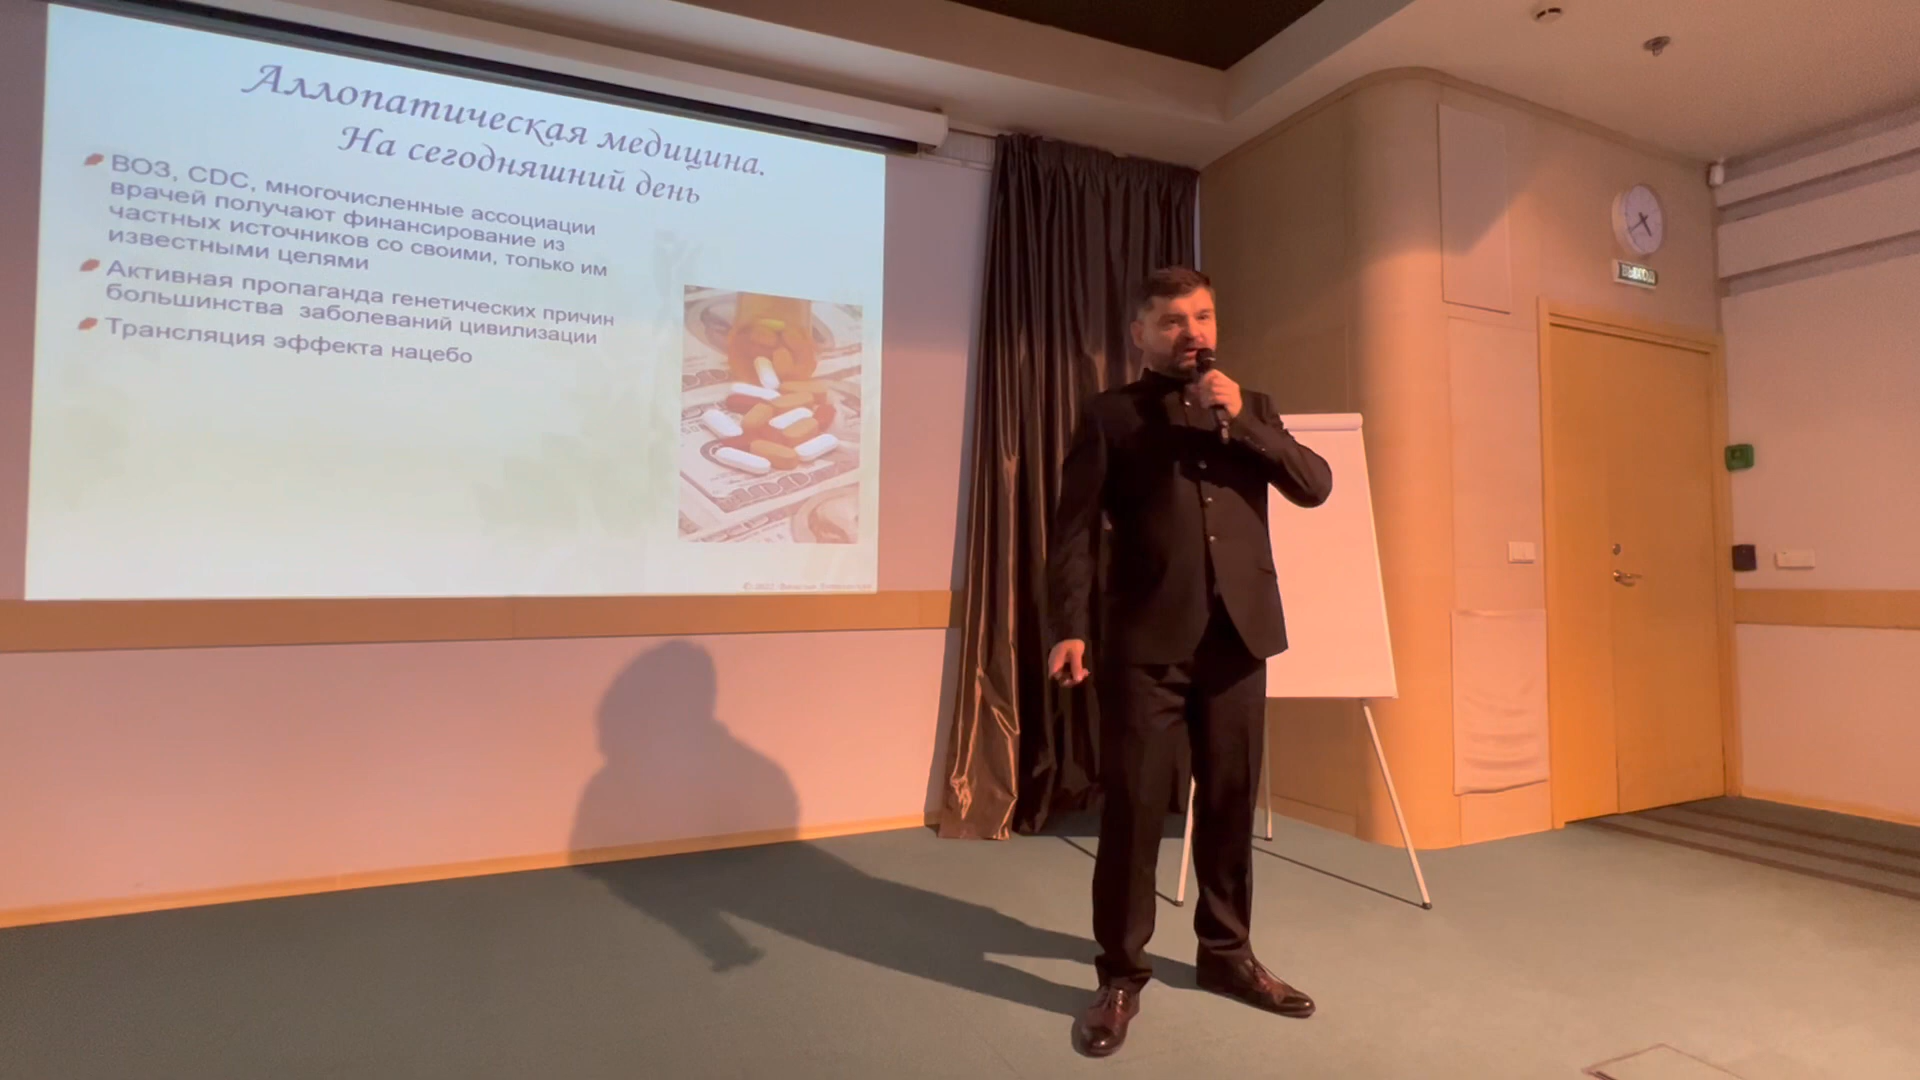 Аллопатическая медицина.
На сегодняшний день
ВОЗ, CDC, многочисленные ассоциации
врачей получают финансирование из
частных источников со своими, только им
известными целями
Активная пропаганда генетических причин
большинства заболеваний цивилизации
Трансляция эффекта нацебо
ВЫХОД